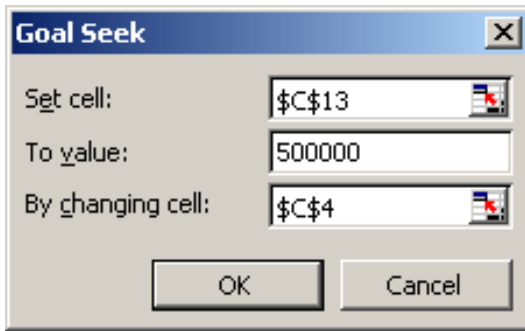 Goal Seek
Set cell: $C$13
To value: 500000
By changing cell: $C$4
OK Cancel